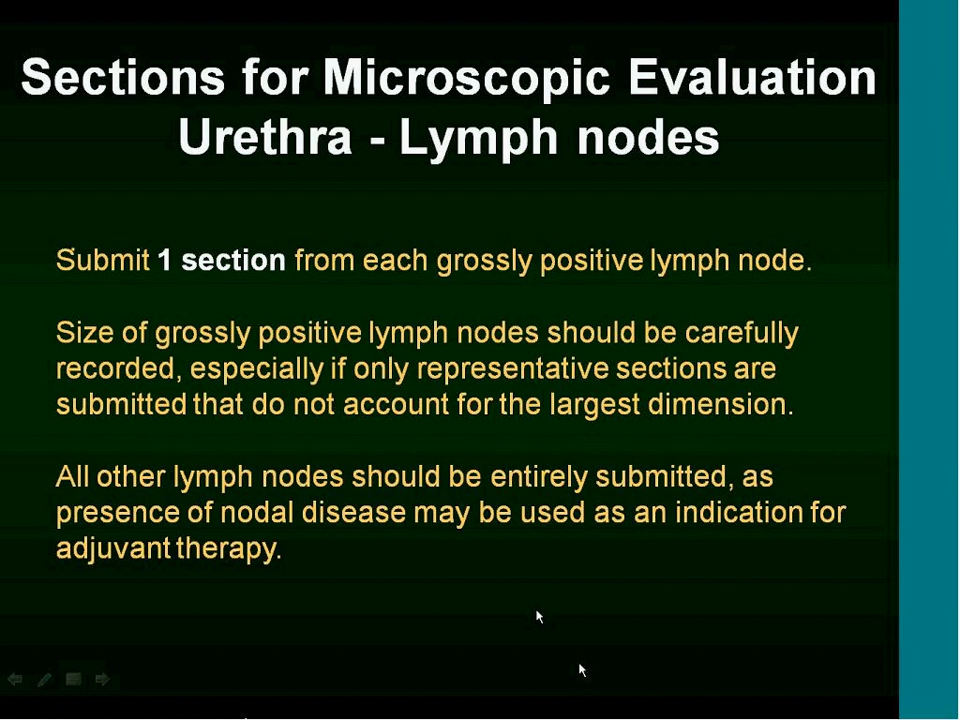 Sections for Microscopic Evaluation
Urethra - Lymph nodes
Submit 1 section from each grossly positive lymph node.
Size of grossly positive lymph nodes should be carefully
recorded, especially if only representative sections are
submitted that do not account for the largest dimension.
All other lymph nodes should be entirely submitted, as
presence of nodal disease may be used as an indication for
adjuvant therapy.